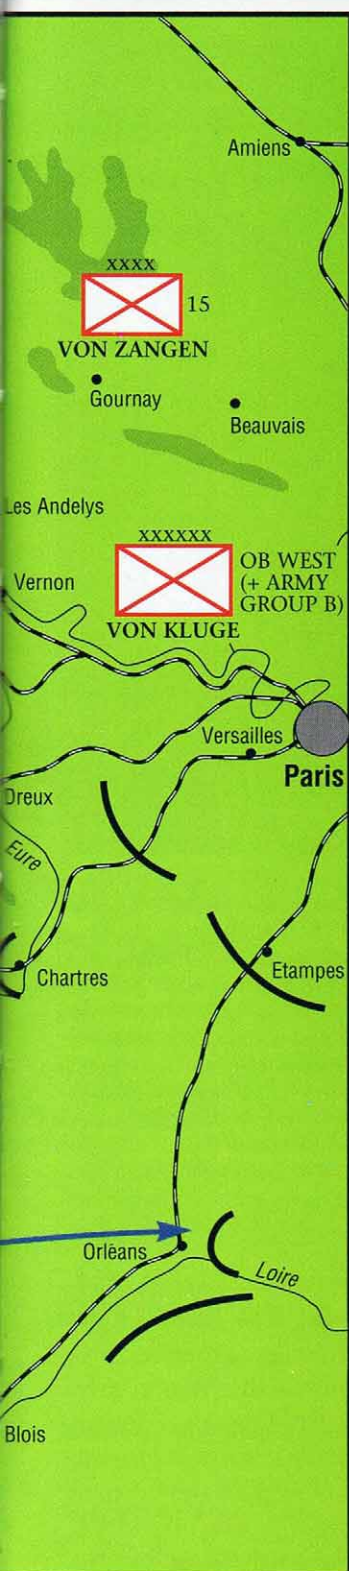 Amiens
XXXX
15
VON ZANGEN
Gournay
Beauvais
Les Andelys
XXXXXX
OB WEST
(+ ARMY
GROUP B)
Vernon
VON KLUGE
Versailles
Paris
Dreux
Eure
Chartres
Etampes
Orléans
Loire
Blois